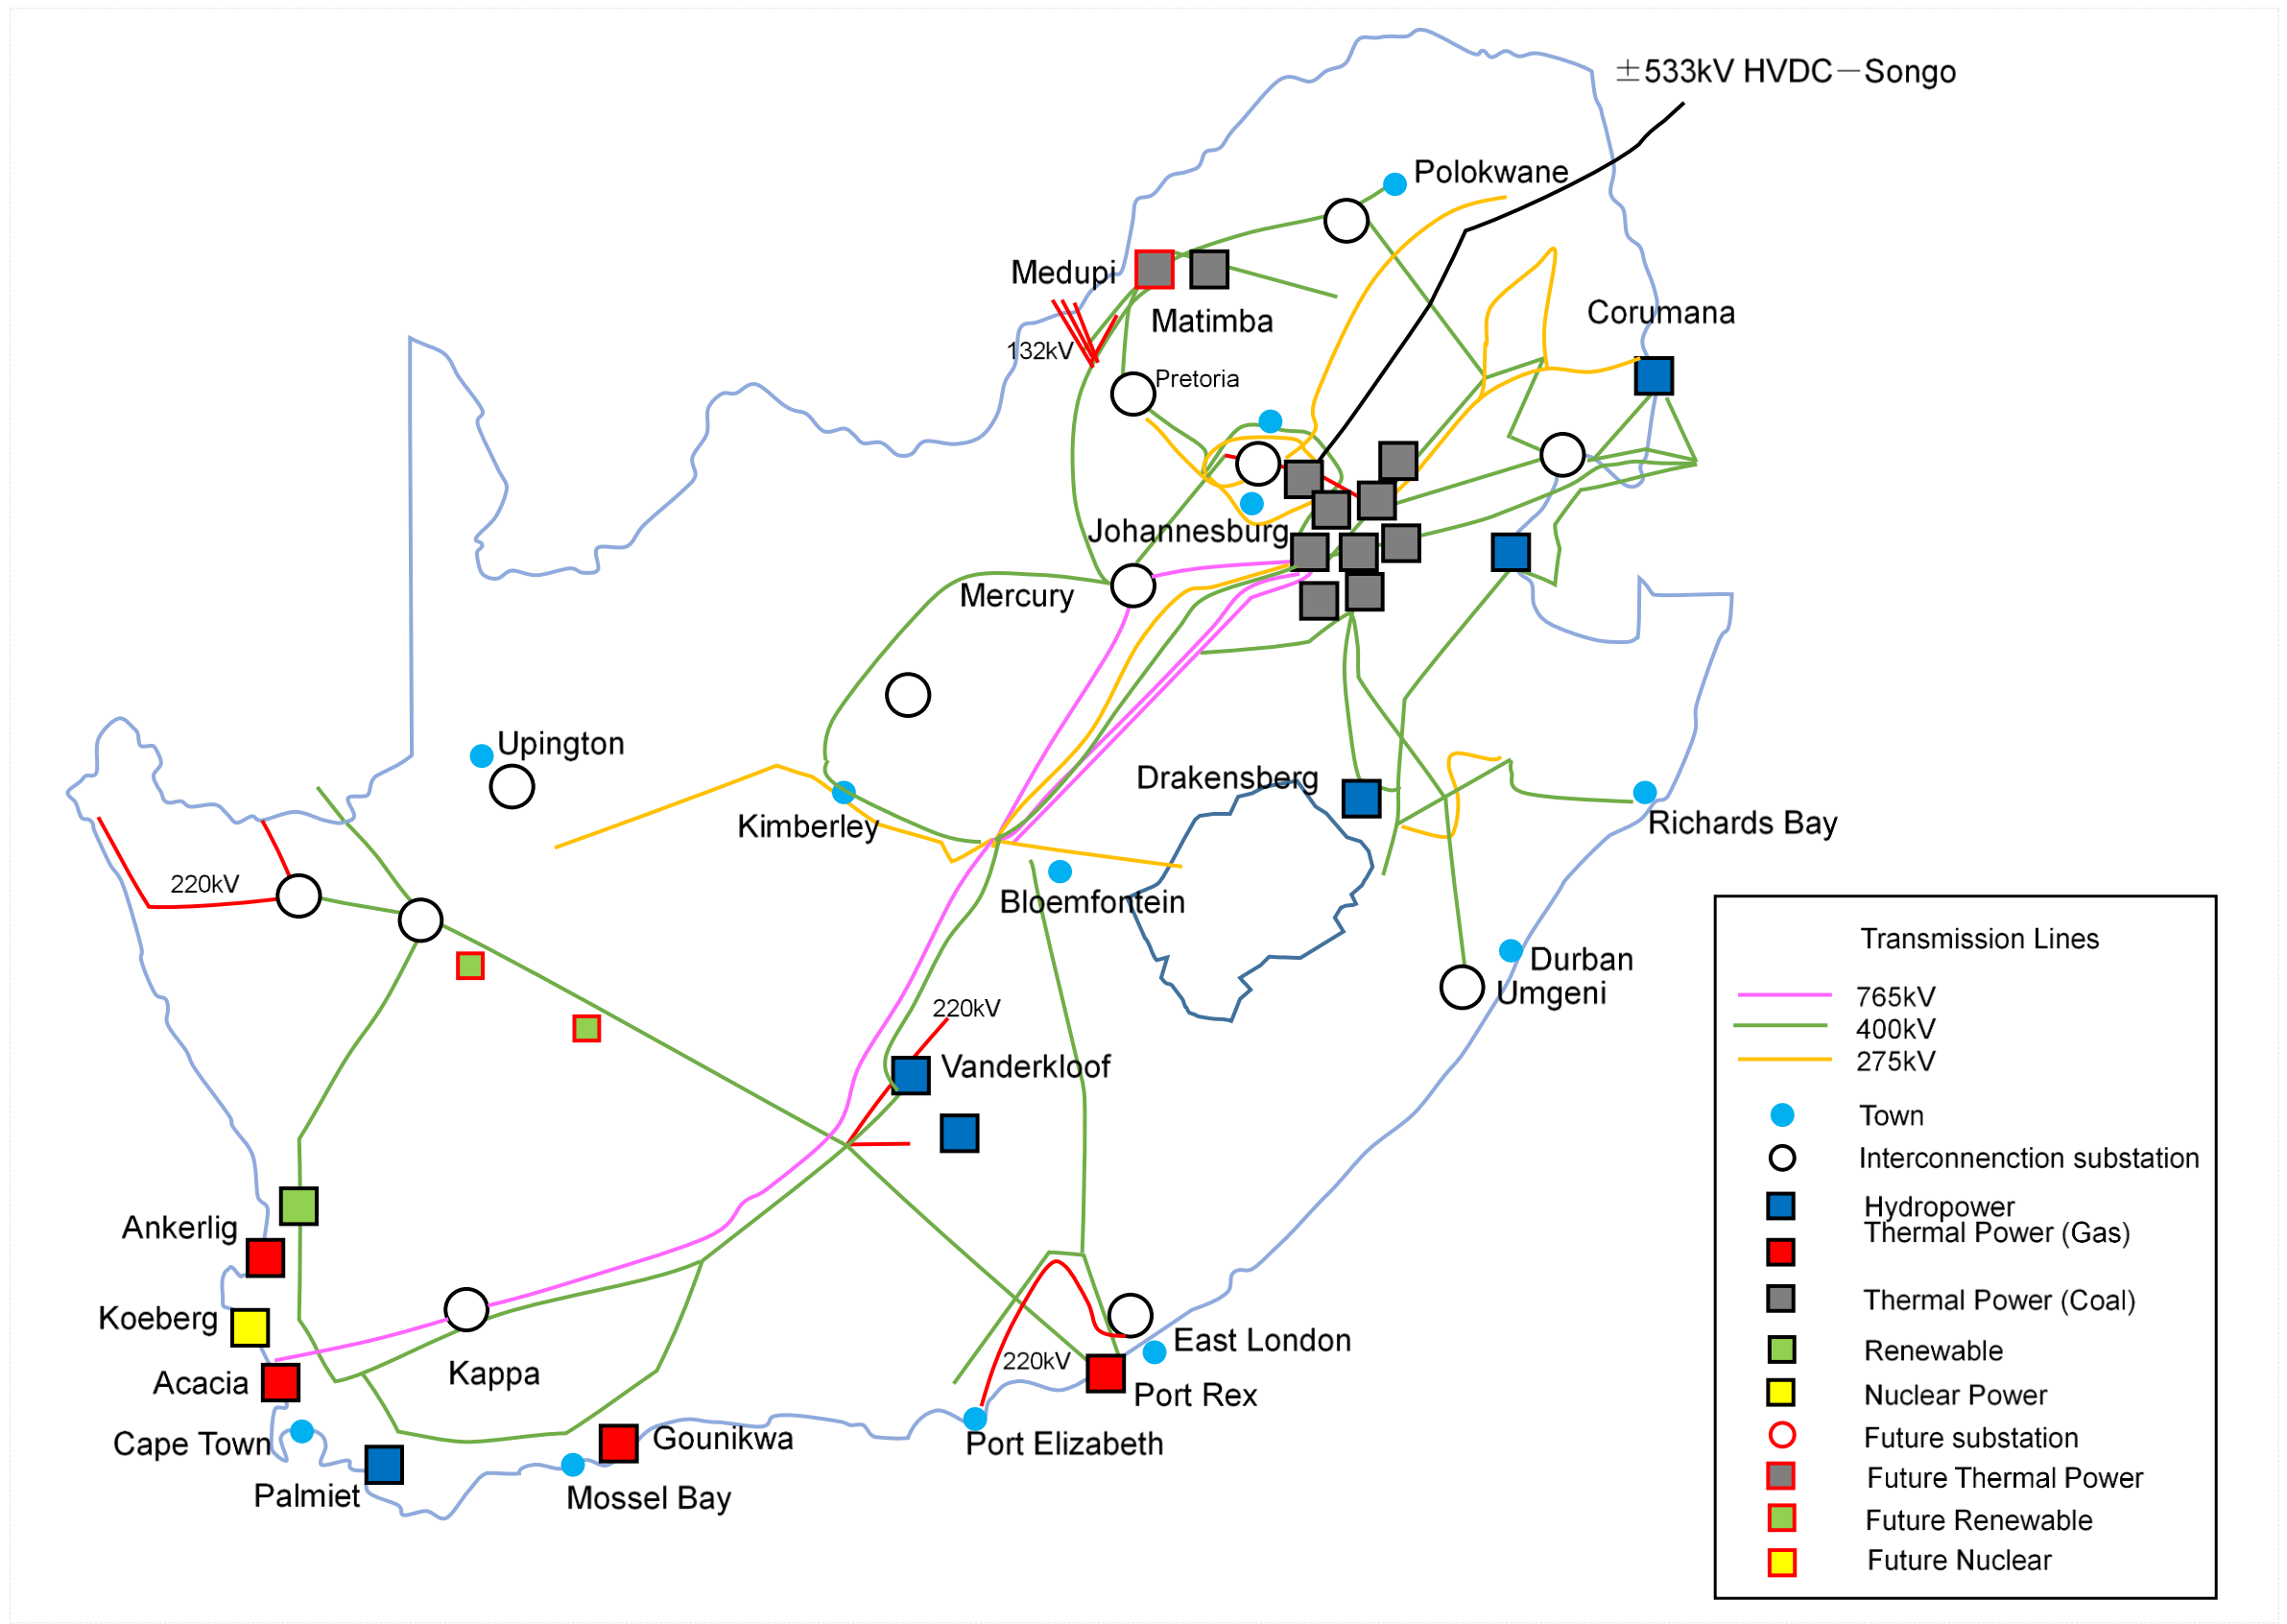 ±533kV HVDC—Songo
Polokwane
Medupi
Corumana
Matimba
132kV
Pretoria
Johannesburg
Mercury
Upington
Drakensberg
Kimberley
Richards Bay
220kV
Bloemfontein
Durban
Umgeni
220kV
Vanderkloof
Ankerlig
Koeberg
Kappa
Acacia
East London
220kV
Port Rex
Cape Town
Gounikwa
Port Elizabeth
Palmiet
Mossel Bay
Transmission Lines
765kV
400kV
275kV
Town
Interconnenction substation
Hydropower
Thermal Power (Gas)
Thermal Power (Coal)
Renewable
Nuclear Power
Future substation
Future Thermal Power
Future Renewable
Future Nuclear